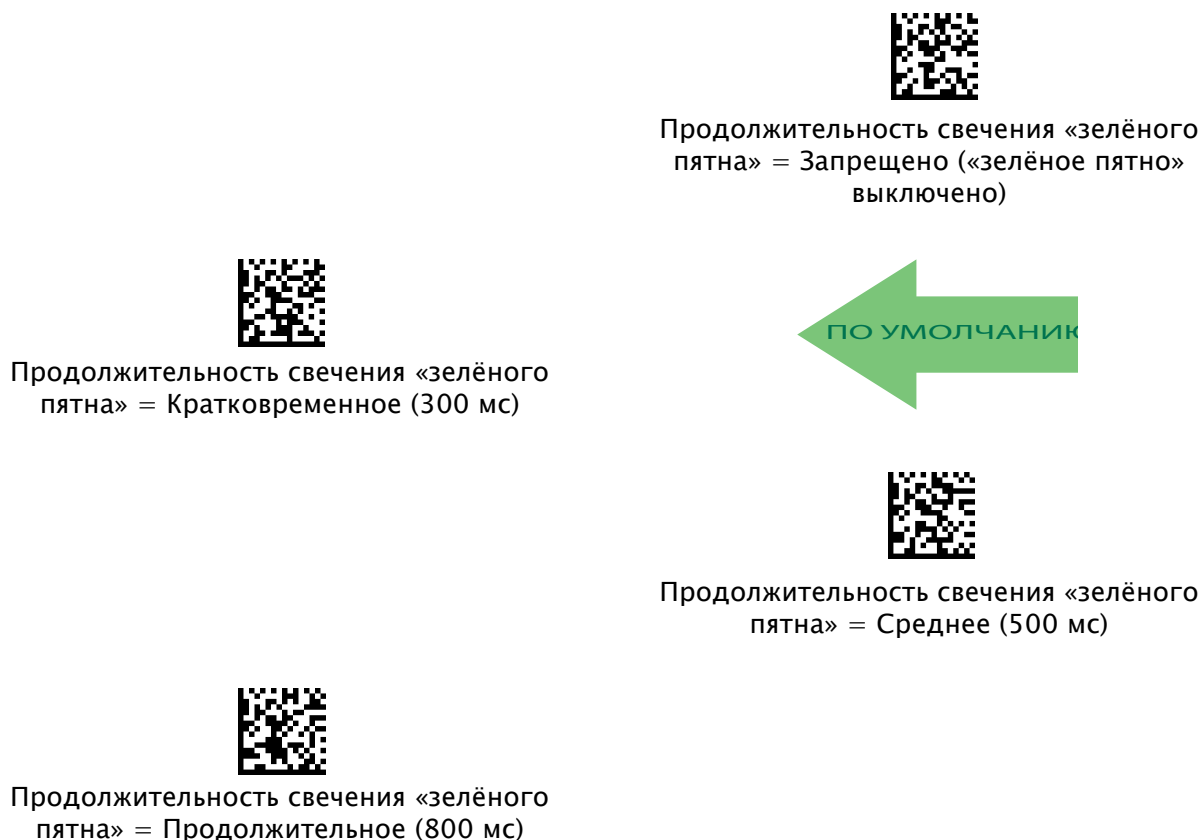 Продолжительность свечения «зелёного
пятна» = Запрещено («зелёное пятно»
выключено)
Продолжительность свечения «зелёного
пятна» = Кратковременное (300 мс)
ПО УМОЛЧАНИ
Продолжительность свечения «зелёного
пятна» = Среднее (500 мс)
Продолжительность свечения «зелёного
пятна» = Продолжительное (800 мс)